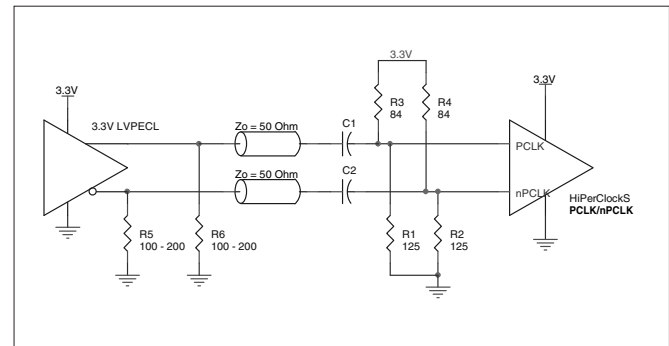 3.3V
3.3V LVPECL
R5
100 - 200
R6
100 - 200
Zo = 50 Ohm
Zo = 50 Ohm
C1
C2
3.3V
R3
84
R4
84
R1
125
R2
125
3.3V
PCLK
nPCLK
HiPerClockS
PCLK/nPCLK